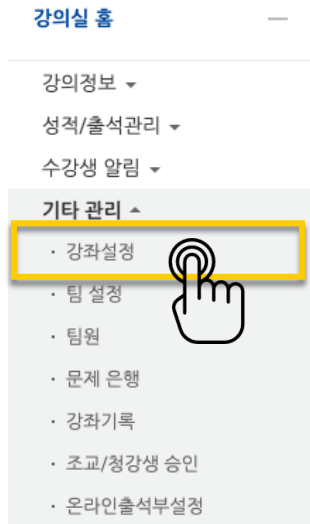 강의실 홈
강의정보
성적/출석관리
수강생 알림
기타 관리
· 강좌설정
· 팀 설정
· 팀원
· 문제 은행
· 강좌기록
· 조교/청강생 승인
· 온라인출석부설정